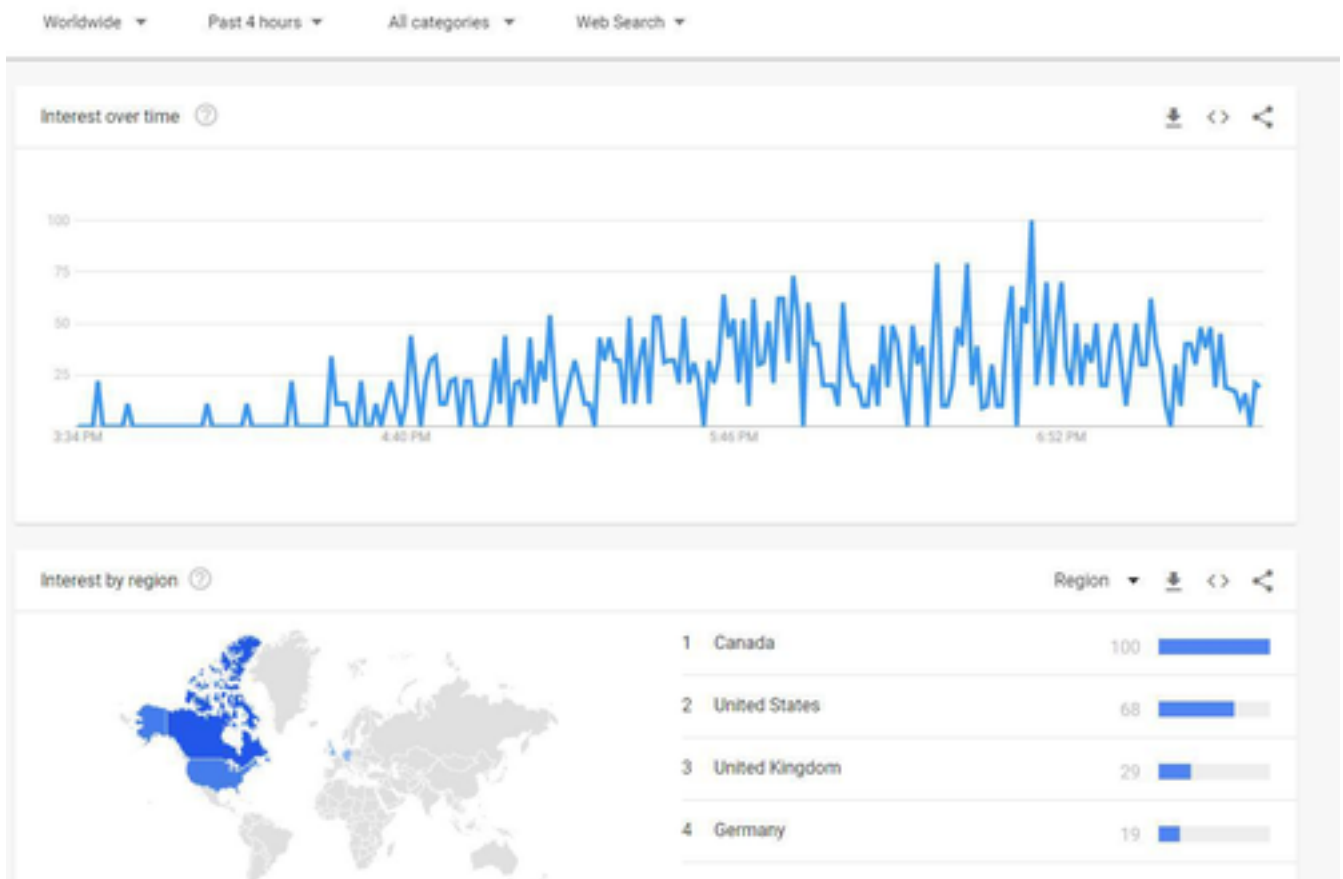 Worldwide Past 4 hours All categories Web Search
Interest over time
100
75
50
25
3:34 PM 4:40 PM 5:46 PM 6:52 PM
Interest by region Region
1 Canada 100
2 United States 68
3 United Kingdom 29
4 Germany 19